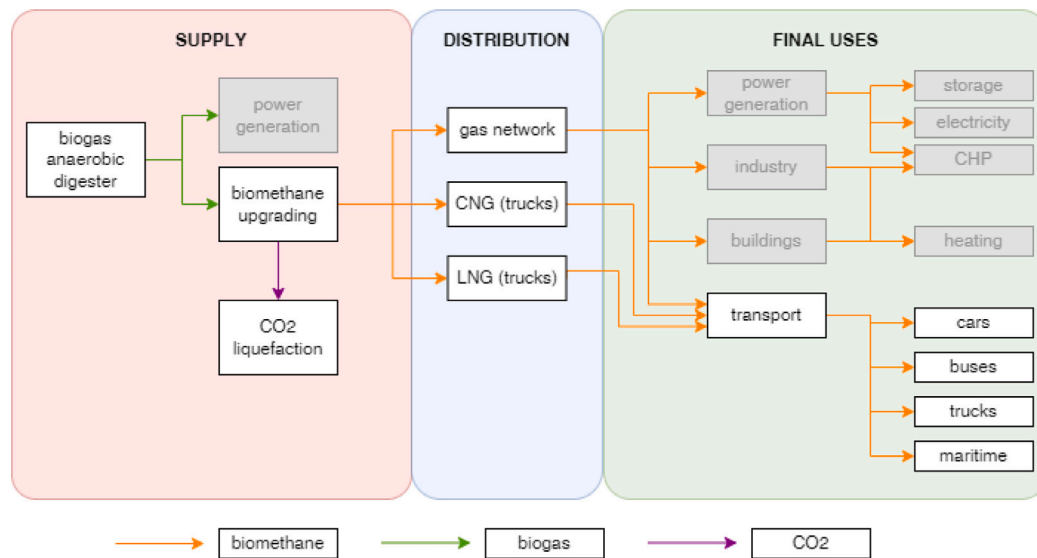 SUPPLY
DISTRIBUTION
FINAL USES
biogas
anaerobic
digester
power
generation
biomethane
upgrading
CO2
liquefaction
gas network
CNG (trucks)
LNG (trucks)
power
generation
industry
buildings
transport
storage
electricity
CHP
heating
cars
buses
trucks
maritime
biomethane
biogas
CO2